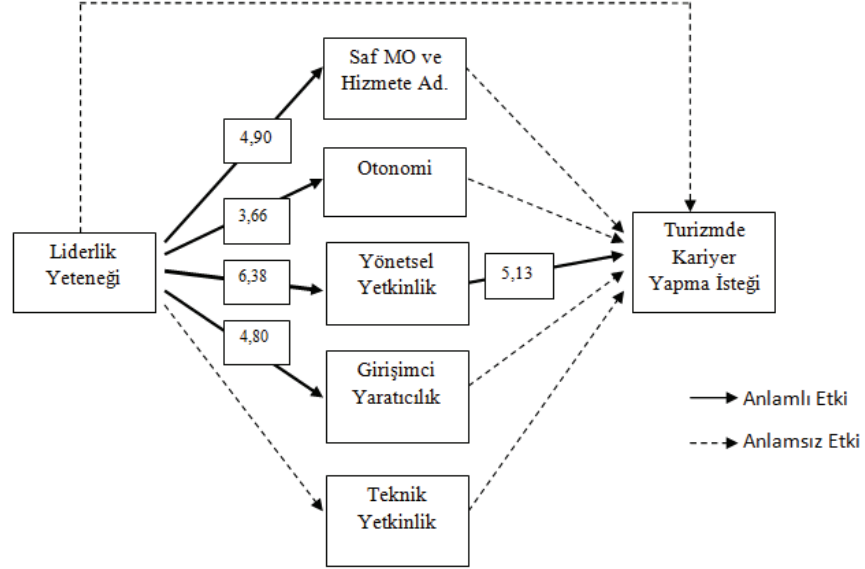 Saf MO ve
Hizmete Ad.
4,90
Otonomi
3,66
Liderlik
Yeteneği
6,38
Yönetsel
Yetkinlik
5,13
Turizmde
Kariyer
Yapma İsteği
4,80
Girişimci
Yaratıcılık
Teknik
Yetkinlik
Anlamlı Etki
Anlamsız Etki